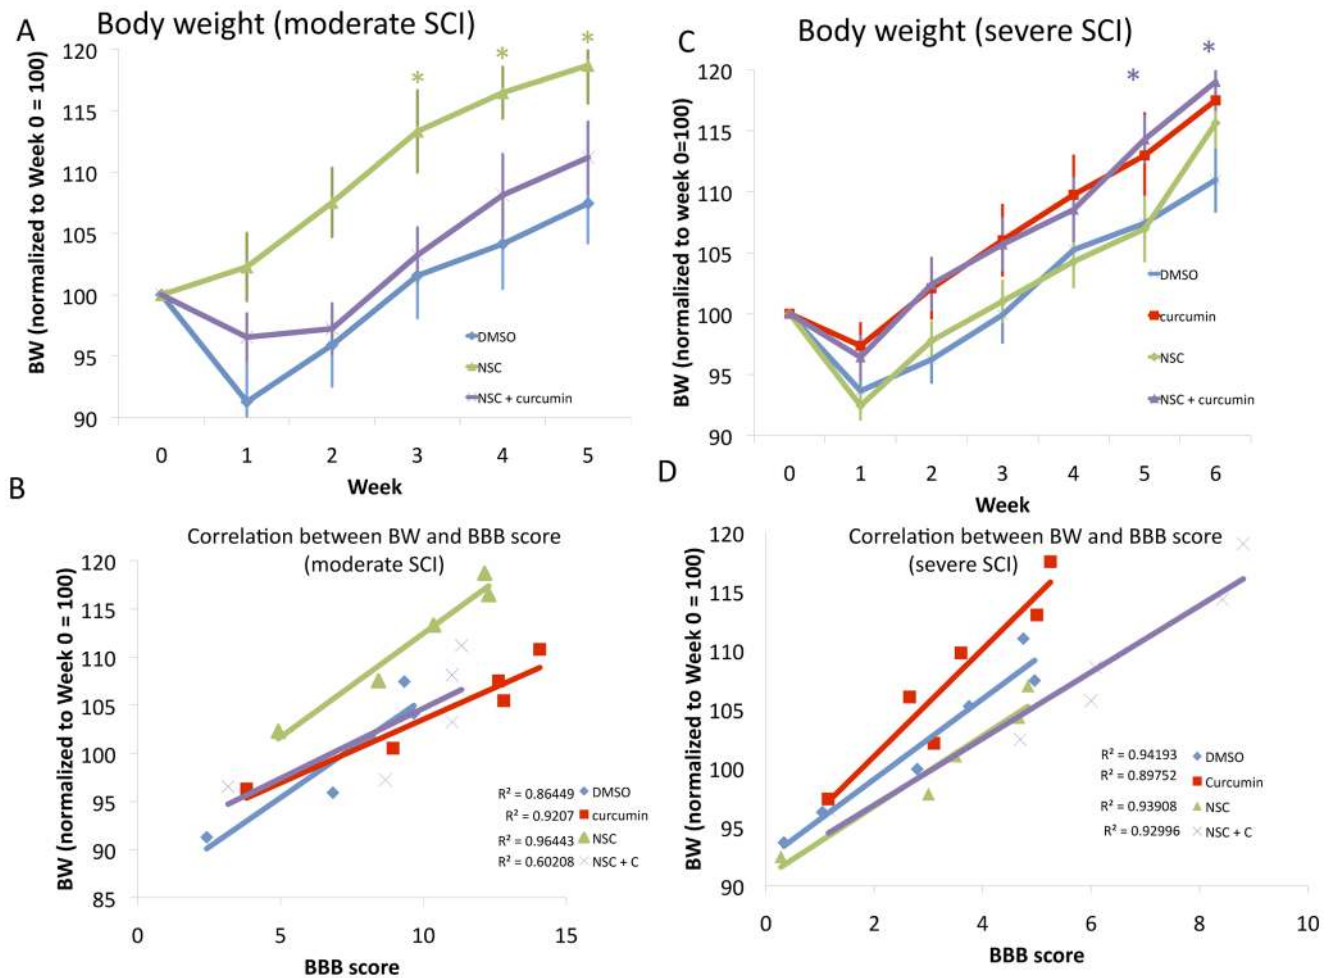 A
Body weight (moderate SCI)
BW (normalized to Week 0 = 100)
120
115
110
105
100
95
90
*
*
*
DMSO
NSC
NSC + curcumin
0 1 2 3 4 5
Week
C
Body weight (severe SCI)
BW (normalized to week 0=100)
120
115
110
105
100
95
90
*
*
DMSO
curcumin
NSC
NSC + curcumin
0 1 2 3 4 5 6
Week
B
Correlation between BW and BBB score
(moderate SCI)
BW (normalized to Week 0 = 100)
120
115
110
105
100
95
90
85
R² = 0.86449 DMSO
R² = 0.9207 curcumin
R² = 0.96443 NSC
R² = 0.60208 NSC + C
0 5 10 15
BBB score
D
Correlation between BW and BBB score
(severe SCI)
BW (normalized to Week 0 = 100)
120
115
110
105
100
95
90
R² = 0.94193 DMSO
R² = 0.89752 Curcumin
R² = 0.93908 NSC
R² = 0.92996 NSC + C
0 2 4 6 8 10
BBB score